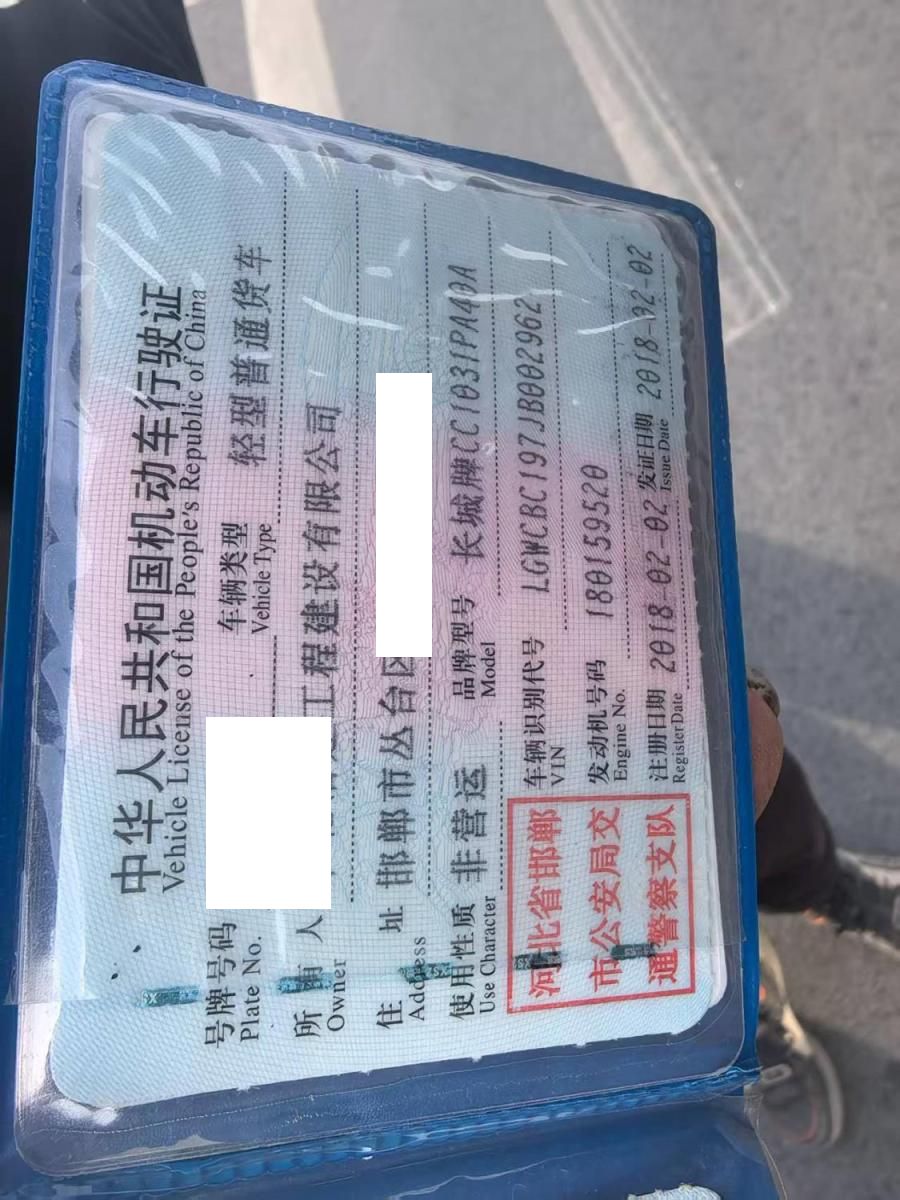 中华人民共和国机动车行驶证
Vehicle License of the People's Republic of China
号牌号码
Plate No.
车辆类型
Vehicle Type
轻型普通货车
所有人
Owner
工程建设有限公司
住址
Address
邯郸市丛台区
使用性质
Use Character
非营运
品牌型号
Model
长城牌CC1031PA40A
车辆识别代号
VIN
LGWCBC197JB002962
发动机号码
Engine No.
180159520
注册日期
Register Date
2018-02-02
发证日期
Issue Date
2018-02-02
河北省邯郸
市公安局交
通警察支队